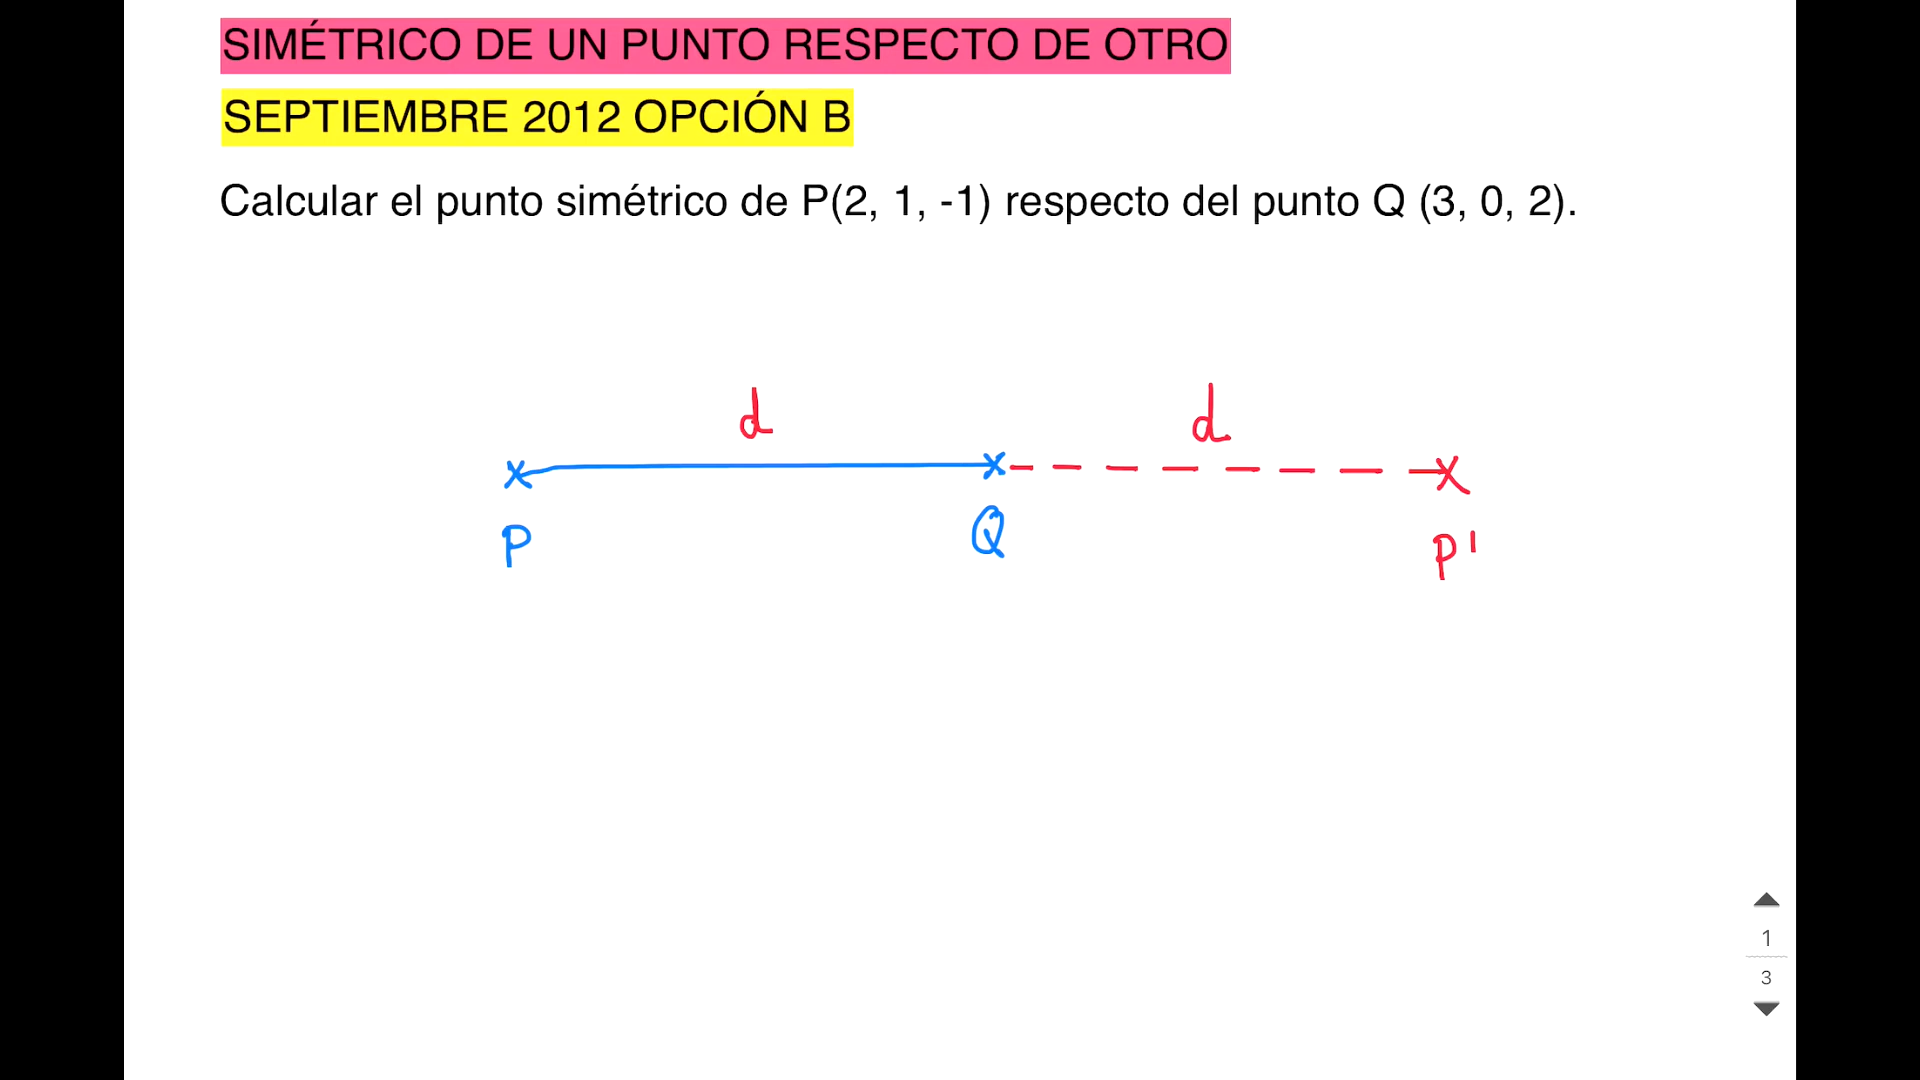 SIMÉTRICO DE UN PUNTO RESPECTO DE OTRO
SEPTIEMBRE 2012 OPCIÓN B
Calcular el punto simétrico de P(2, 1, -1) respecto del punto Q (3, 0, 2).
d d
P Q P'
1
3